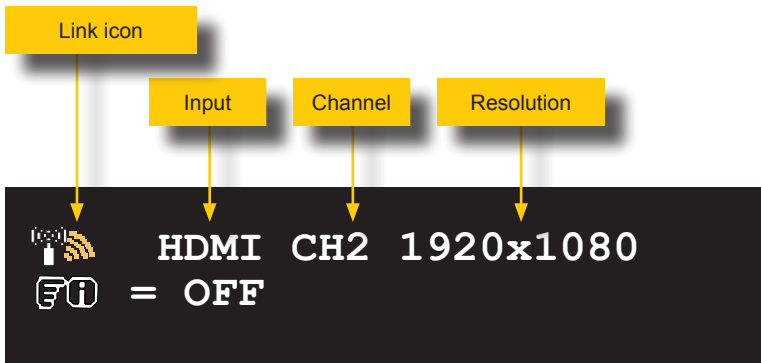 Link icon
Input Channel Resolution
HDMI CH2 1920x1080
i = OFF